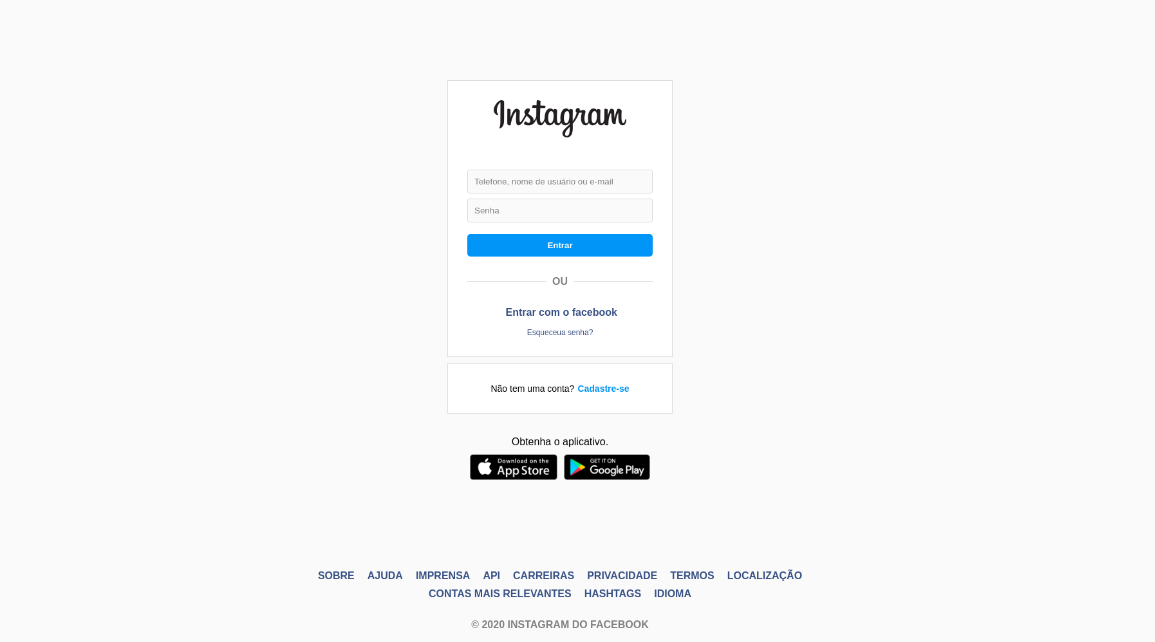 Instagram
Telefone, nome de usuário ou e-mail
Senha
Entrar
OU
Entrar com o facebook
Esqueceua senha?
Não tem uma conta? Cadastre-se
Obtenha o aplicativo.
Download on the App Store
GET IT ON Google Play
SOBRE AJUDA IMPRENSA API CARREIRAS PRIVACIDADE TERMOS LOCALIZAÇÃO
CONTAS MAIS RELEVANTES HASHTAGS IDIOMA
© 2020 INSTAGRAM DO FACEBOOK